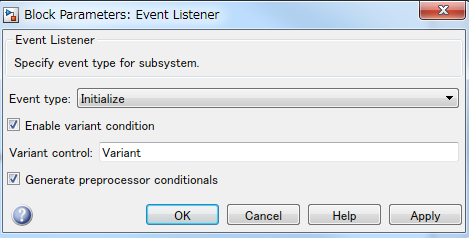 Block Parameters: Event Listener
Event Listener
Specify event type for subsystem.
Event type: Initialize
Enable variant condition
Variant control: Variant
Generate preprocessor conditionals
? OK Cancel Help Apply